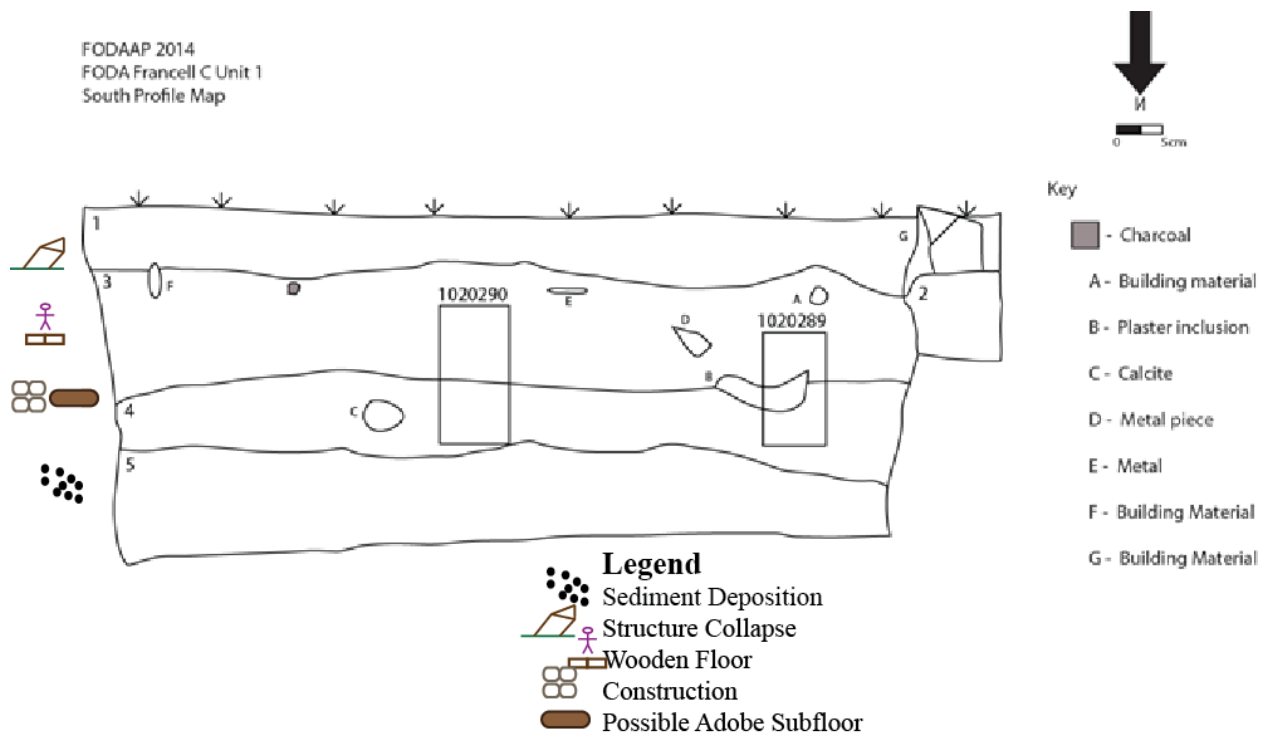 FODAAP 2014
FODA Francell C Unit 1
South Profile Map
N
0 5cm
Key
- Charcoal
A - Building material
B - Plaster inclusion
C - Calcite
D - Metal piece
E - Metal
F - Building Material
G - Building Material
1
G
3
F
2
1020290
E
A
D
1020289
B
4
C
5
Legend
Sediment Deposition
Structure Collapse
Wooden Floor
Construction
Possible Adobe Subfloor